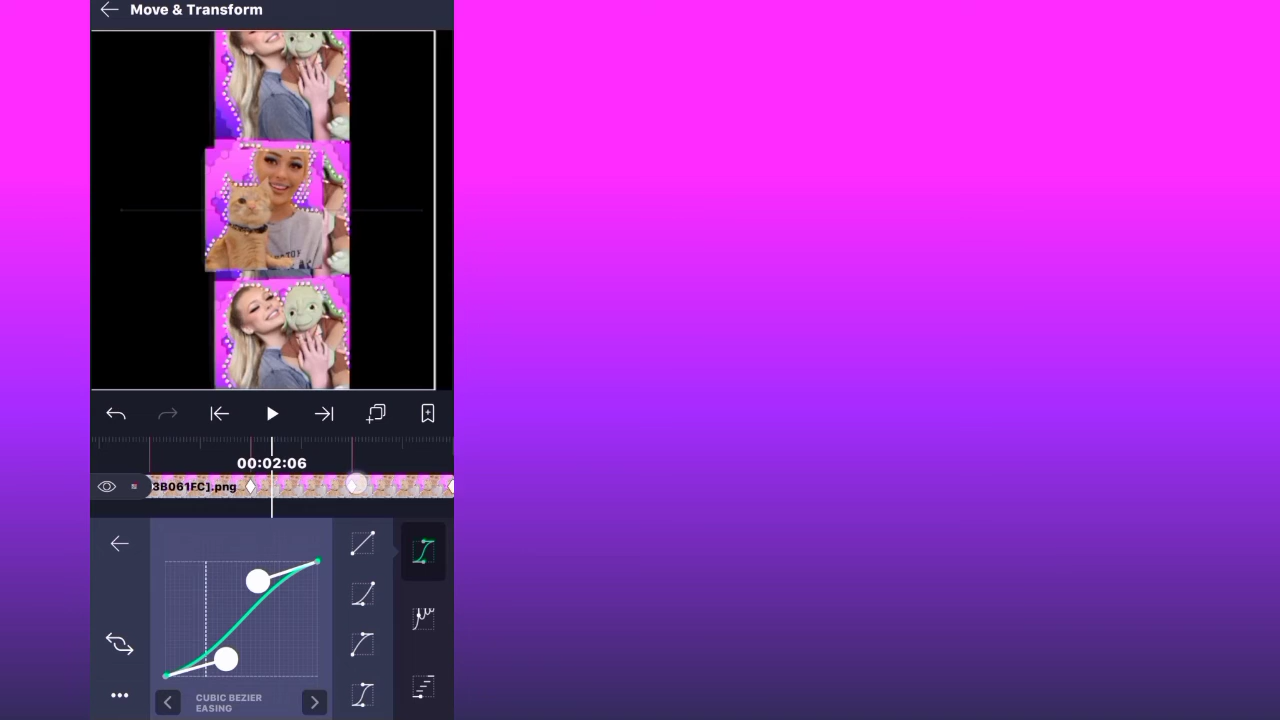 Move & Transform
00:02:06
3B061FC].png
CUBIC BEZIER
EASING